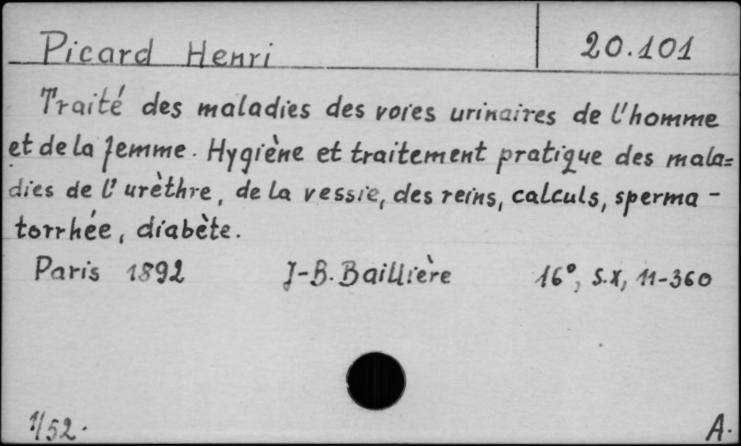 Picard Henri 20.101
Traité des maladies des voies urinaires de l'homme
et de la femme. Hygiène et traitement pratique des mala=
dies de l'urèthre, de la vessie, des reins, calculs, sperma-
torrhée, diabète.
Paris 1892 J-B. Baillière 16°, S.X, 11-360
1/52. A.